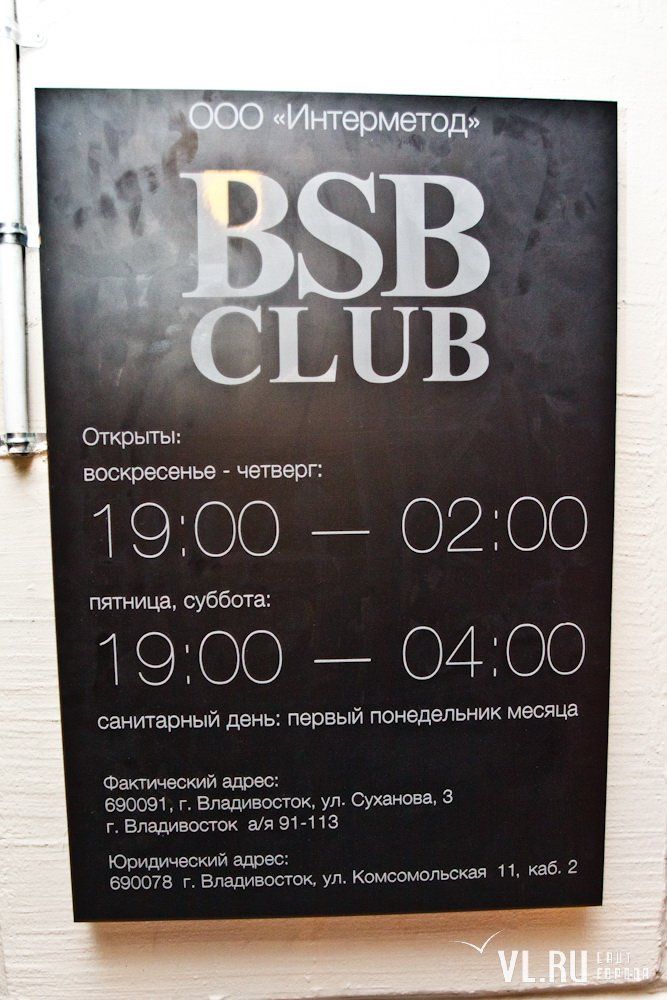 ООО «Интерметод»
BSB
CLUB
Открыты:
воскресенье - четверг:
19:00 — 02:00
пятница, суббота:
19:00 — 04:00
санитарный день: первый понедельник месяца
Фактический адрес:
690091, г. Владивосток, ул. Суханова, 3
г. Владивосток а/я 91-113
Юридический адрес:
690078 г. Владивосток, ул. Комсомольская 11, каб. 2
VL.RU САЙТ
ГОРОДА